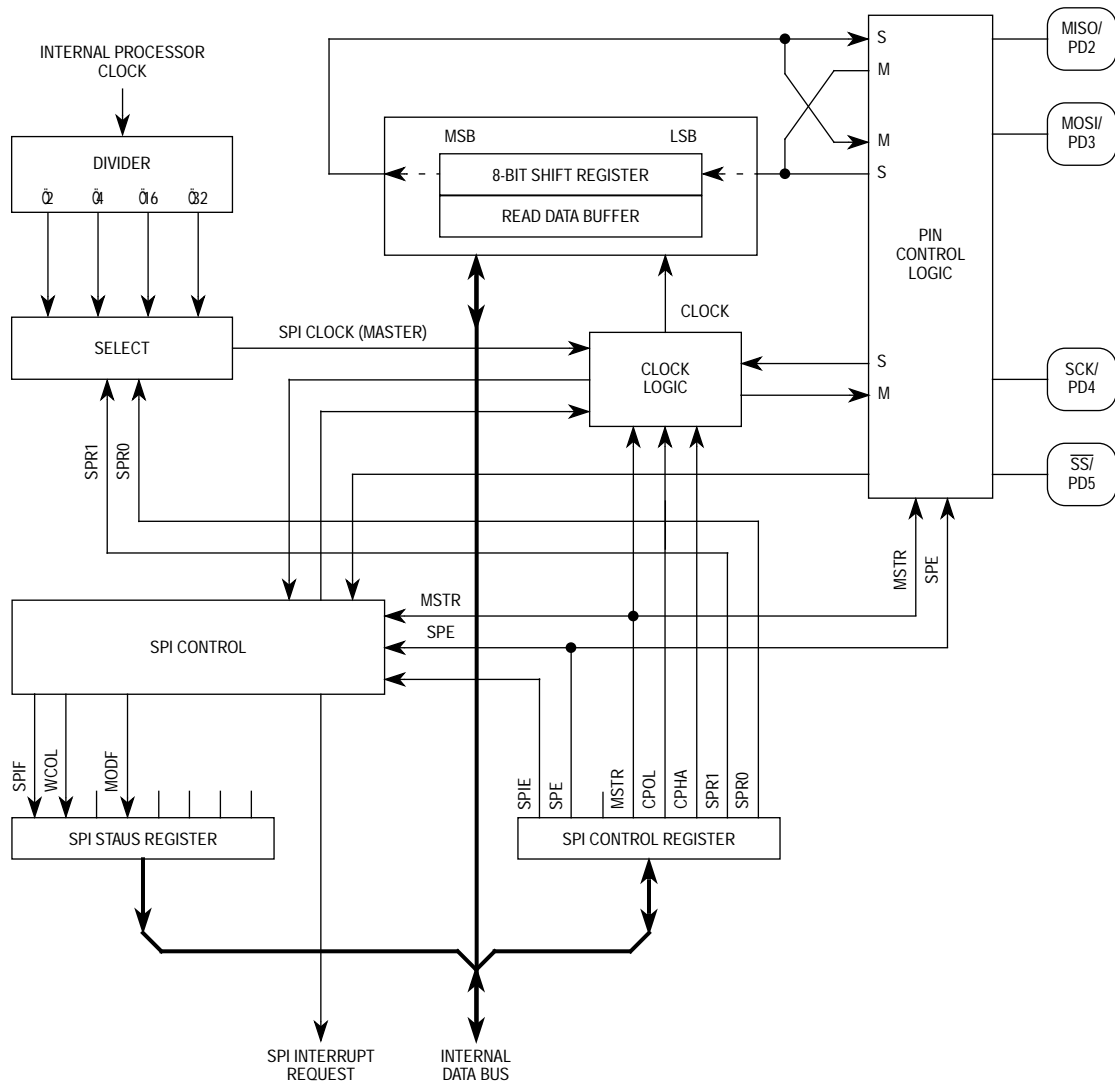 INTERNAL PROCESSOR
CLOCK
DIVIDER
Ö2 Ö4 Ö16 Ö32
SELECT
SPR1
SPR0
SPI CLOCK (MASTER)
MSB
LSB
8-BIT SHIFT REGISTER
READ DATA BUFFER
CLOCK
CLOCK
LOGIC
S
M
M
S
PIN
CONTROL
LOGIC
S
M
MISO/
PD2
MOSI/
PD3
SCK/
PD4
SS/
PD5
MSTR
SPE
MSTR
SPE
SPI CONTROL
SPIF
WCOL
MODF
SPI STAUS REGISTER
SPIE
SPE
MSTR
CPOL
CPHA
SPR1
SPR0
SPI CONTROL REGISTER
SPI INTERRUPT
REQUEST
INTERNAL
DATA BUS